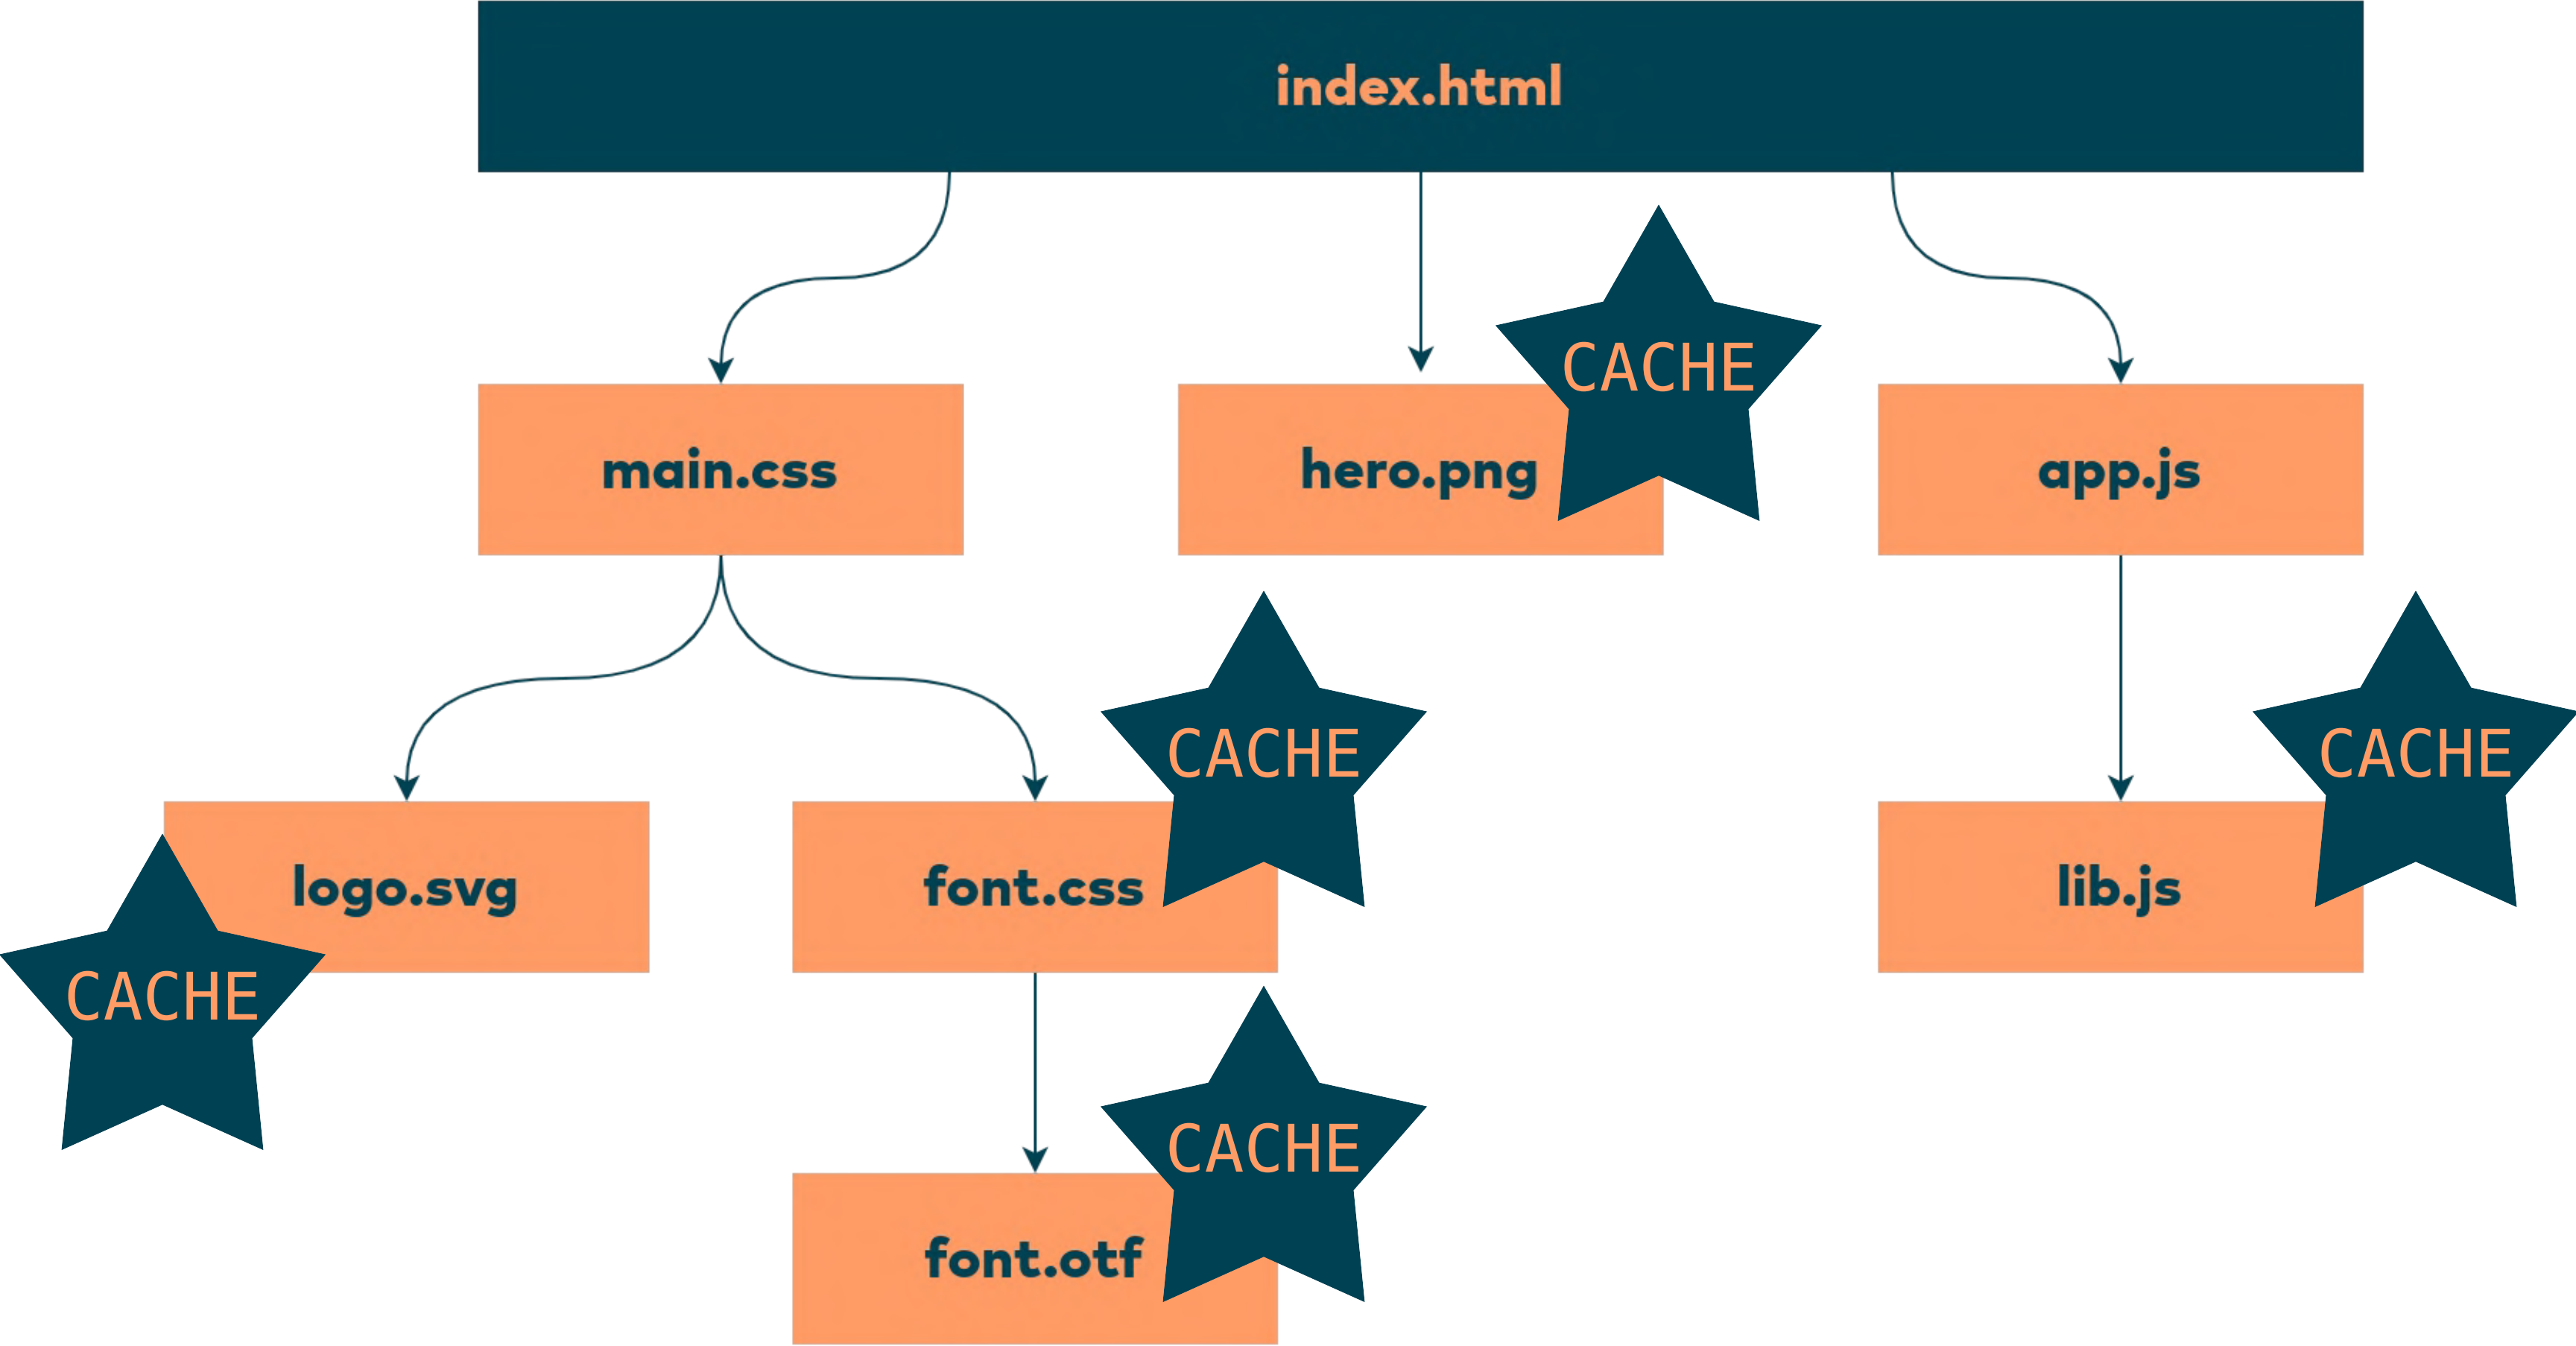 index.html
CACHE
main.css
hero.png
app.js
CACHE
CACHE
logo.svg
font.css
lib.js
CACHE
CACHE
font.otf